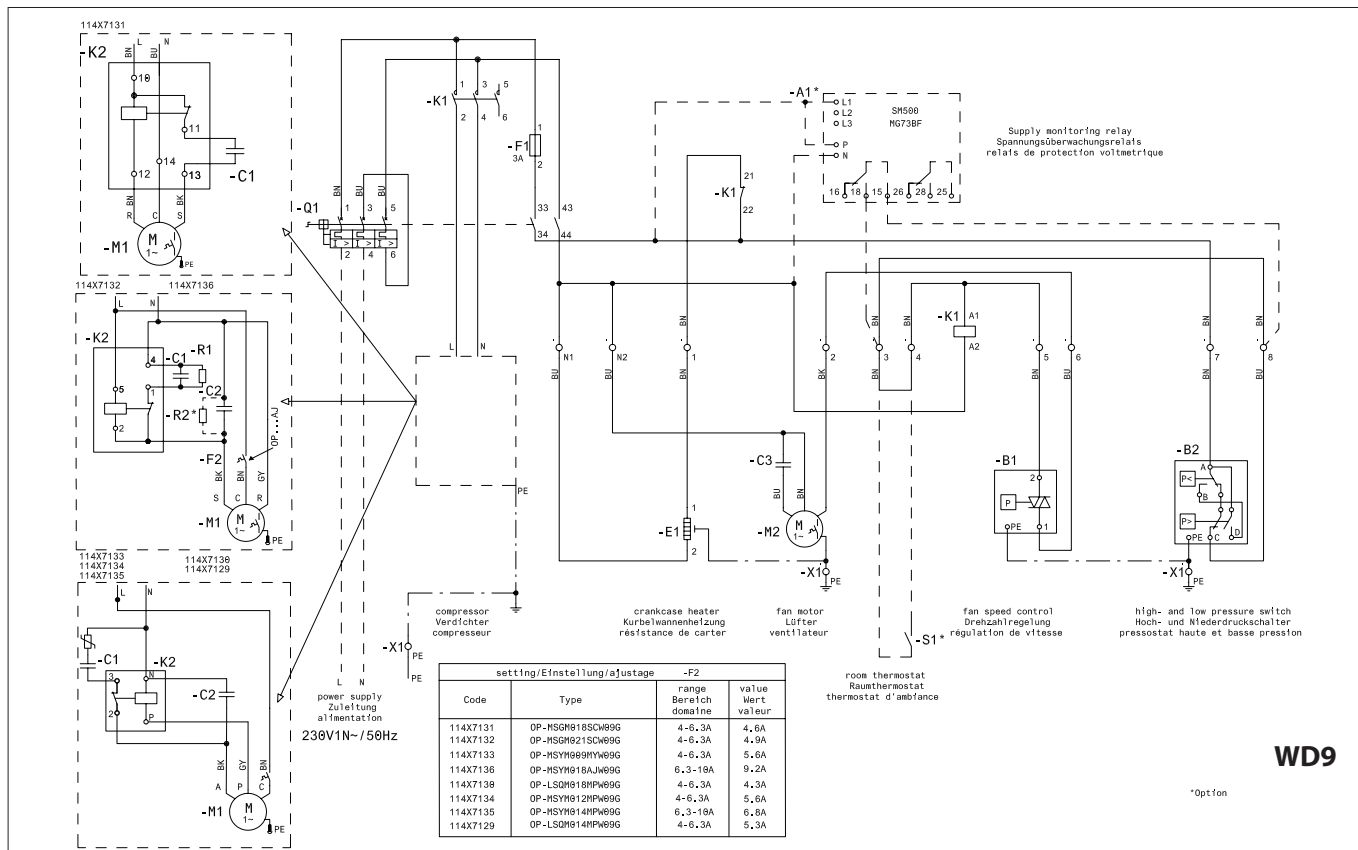 114X7131
L N
BN BU
-K2
10
11
14
12 13
-C1
BN BK
R C S
-M1
M
1~
PE
114X7132 114X7136
L N
-K2
4
-C1
-R1
5
1
-C2
2
-R2*
OP...AJ
-F2
BK BN GY
S C R
-M1
M
1~
PE
114X7133
114X7134
114X7135
114X7130
114X7129
L N
-C1
-K2
3 N
-C2
2 P
BK GY BN
A P C
-M1
M
1~
PE
-K1
1 3 5
2 4 6
-F1
3A
1
2
BN BU BU
-Q1
1 3 5
I > I > I >
2 4 6
33 43
34 44
L N
PE
compressor
Verdichter
compresseur
-X1
PE
PE
L N
power supply
Zuleitung
alimentation
230V1N~/50Hz
-A1*
L1
L2
L3
P
N
SM500
MG73BF
16 18 15 26 28 25
Supply monitoring relay
Spannungsüberwachungsrelais
relais de protection voltmetrique
-K1
21
22
BN BK BN BN BN BU BN BN
-K1
A1
A2
N1 N2 1 2 3 4 5 6 7 8
BU BU BN BK BN BN BN BU BN BU
-E1
1
2
-C3
BU BN
-M2
M
1~
-X1
PE
-B1
2
P
PE 1
-B2
A
P<
B
P>
D
PE C
-X1
PE
-S1*
crankcase heater
Kurbelwannenheizung
résistance de carter
fan motor
Lüfter
ventilateur
room thermostat
Raumthermostat
thermostat d'ambiance
fan speed control
Drehzahlregelung
régulation de vitesse
high- and low pressure switch
Hoch- und Niederdruckschalter
pressostat haute et basse pression
setting/Einstellung/ajustage -F2
Code Type range Bereich domaine value Wert valeur
114X7131 OP-MSGM018SCW09G 4-6.3A 4.6A
114X7132 OP-MSGM021SCW09G 4-6.3A 4.9A
114X7133 OP-MSYM009MYW09G 4-6.3A 5.6A
114X7136 OP-MSYM018AJW09G 6.3-10A 9.2A
114X7130 OP-LSQM018MPW09G 4-6.3A 4.3A
114X7134 OP-MSYM012MPW09G 4-6.3A 5.6A
114X7135 OP-MSYM014MPW09G 6.3-10A 6.8A
114X7129 OP-LSQM014MPW09G 4-6.3A 5.3A
WD9
*Option